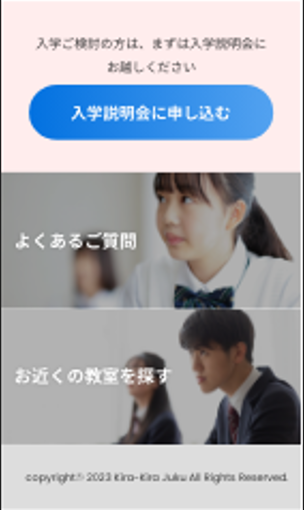 入学ご検討の方は、まずは入学説明会に
お越しください
入学説明会に申し込む
よくあるご質問
お近くの教室を探す
copyright© 2023 Kira-Kira Juku All Rights Reserved.